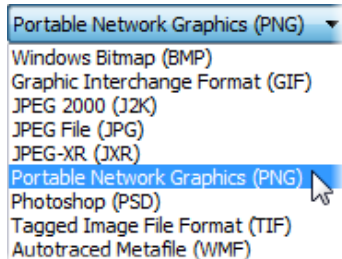 Portable Network Graphics (PNG)
Windows Bitmap (BMP)
Graphic Interchange Format (GIF)
JPEG 2000 (J2K)
JPEG File (JPG)
JPEG-XR (JXR)
Portable Network Graphics (PNG)
Photoshop (PSD)
Tagged Image File Format (TIF)
Autotraced Metafile (WMF)